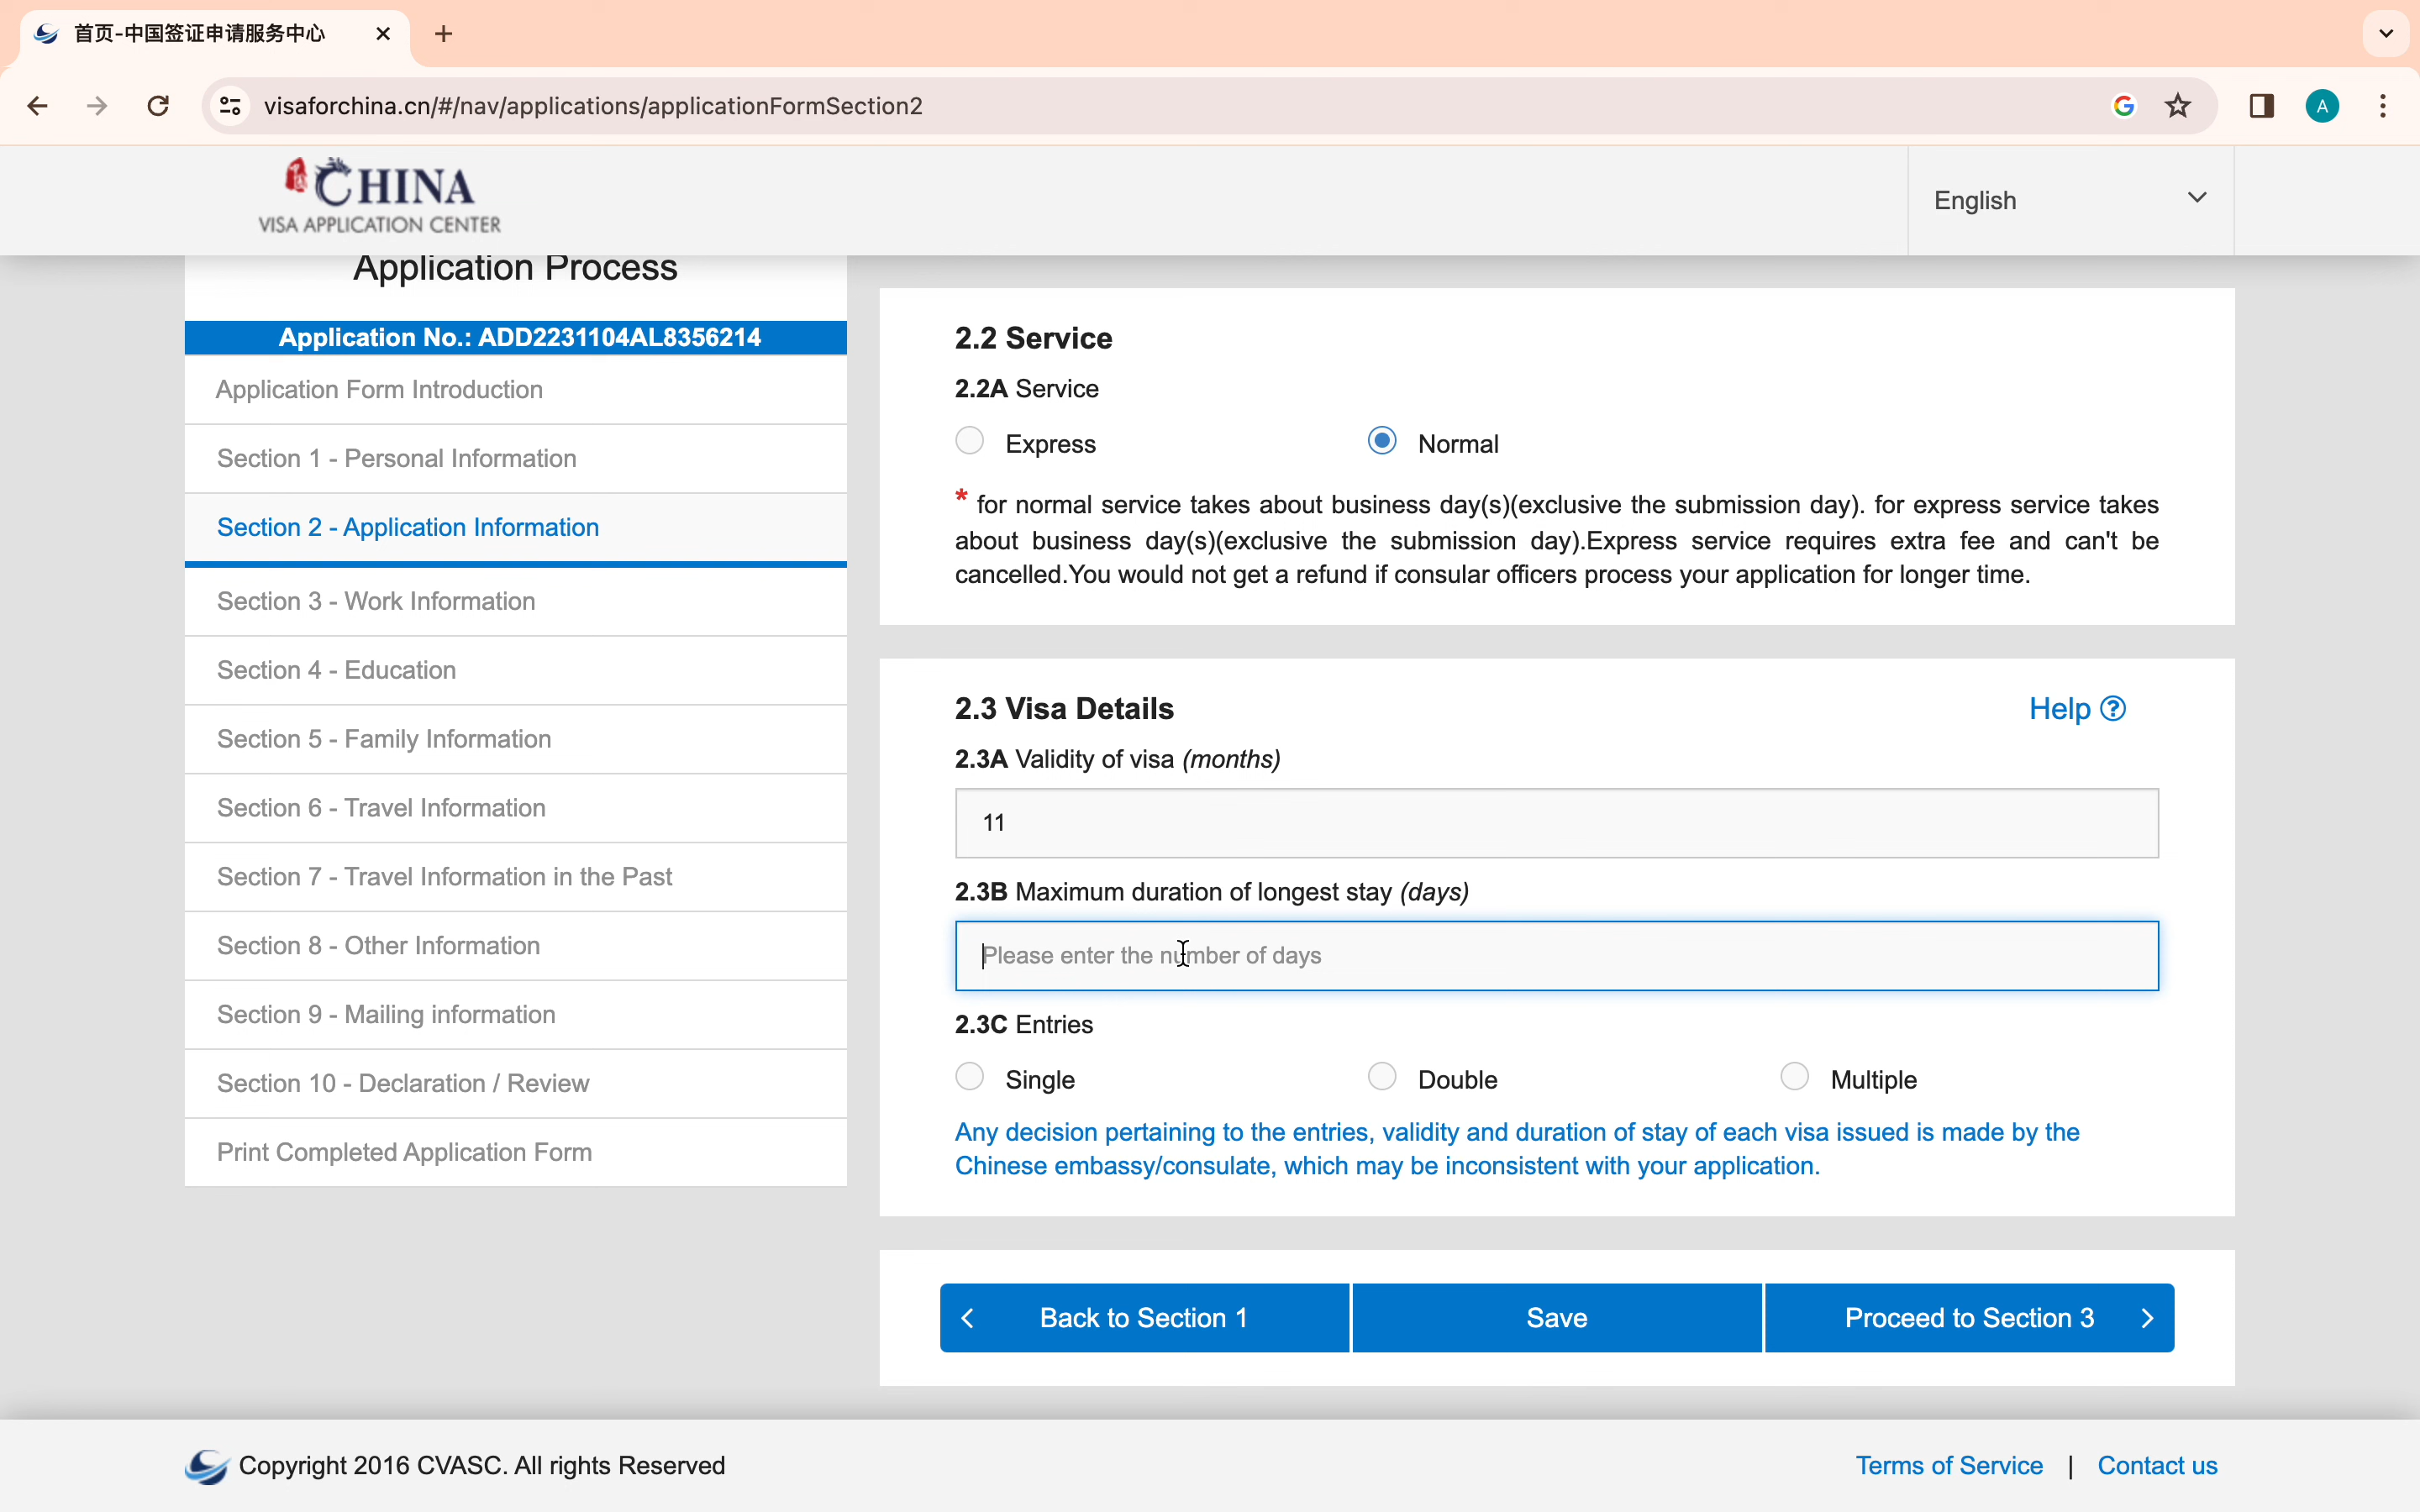 首页-中国签证申请服务中心
visaforchina.cn/#/nav/applications/applicationFormSection2
A
CHINA
VISA APPLICATION CENTER
English
Application Process
Application No.: ADD2231104AL8356214
Application Form Introduction
Section 1 - Personal Information
Section 2 - Application Information
Section 3 - Work Information
Section 4 - Education
Section 5 - Family Information
Section 6 - Travel Information
Section 7 - Travel Information in the Past
Section 8 - Other Information
Section 9 - Mailing information
Section 10 - Declaration / Review
Print Completed Application Form
2.2 Service
2.2A Service
Express Normal
* for normal service takes about business day(s)(exclusive the submission day). for express service takes
about business day(s)(exclusive the submission day).Express service requires extra fee and can't be
cancelled.You would not get a refund if consular officers process your application for longer time.
2.3 Visa Details
Help ?
2.3A Validity of visa (months)
11
2.3B Maximum duration of longest stay (days)
Please enter the number of days
2.3C Entries
Single Double Multiple
Any decision pertaining to the entries, validity and duration of stay of each visa issued is made by the
Chinese embassy/consulate, which may be inconsistent with your application.
Back to Section 1 Save Proceed to Section 3
Copyright 2016 CVASC. All rights Reserved
Terms of Service | Contact us